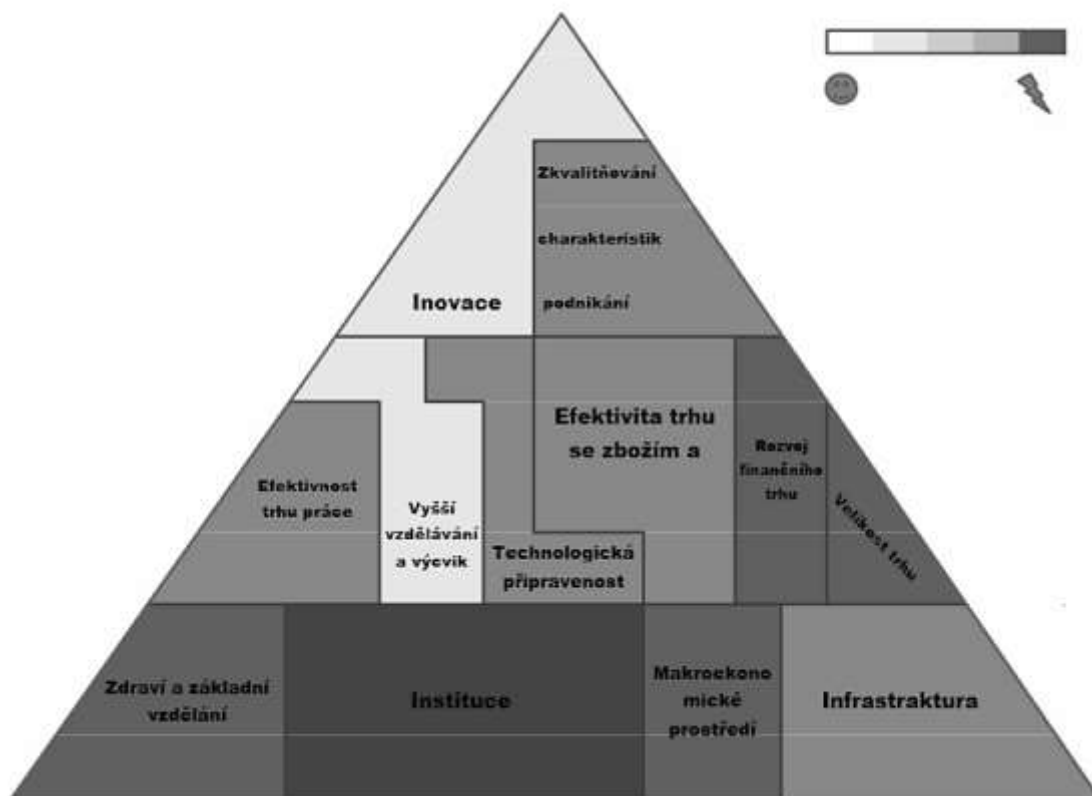 Zkvalitňování
charakteristik
Inovace
podnikání
Efektivita trhu
se zbožím a
Rozvoj
finančního
trhu
Efektivnost
trhu práce
Vyšší
vzdělávání
a výcvik
Velikost trhu
Technologická
připravenost
Zdraví a základní
vzdělání
Instituce
Makroekono
mické
prostředí
Infrastraktura